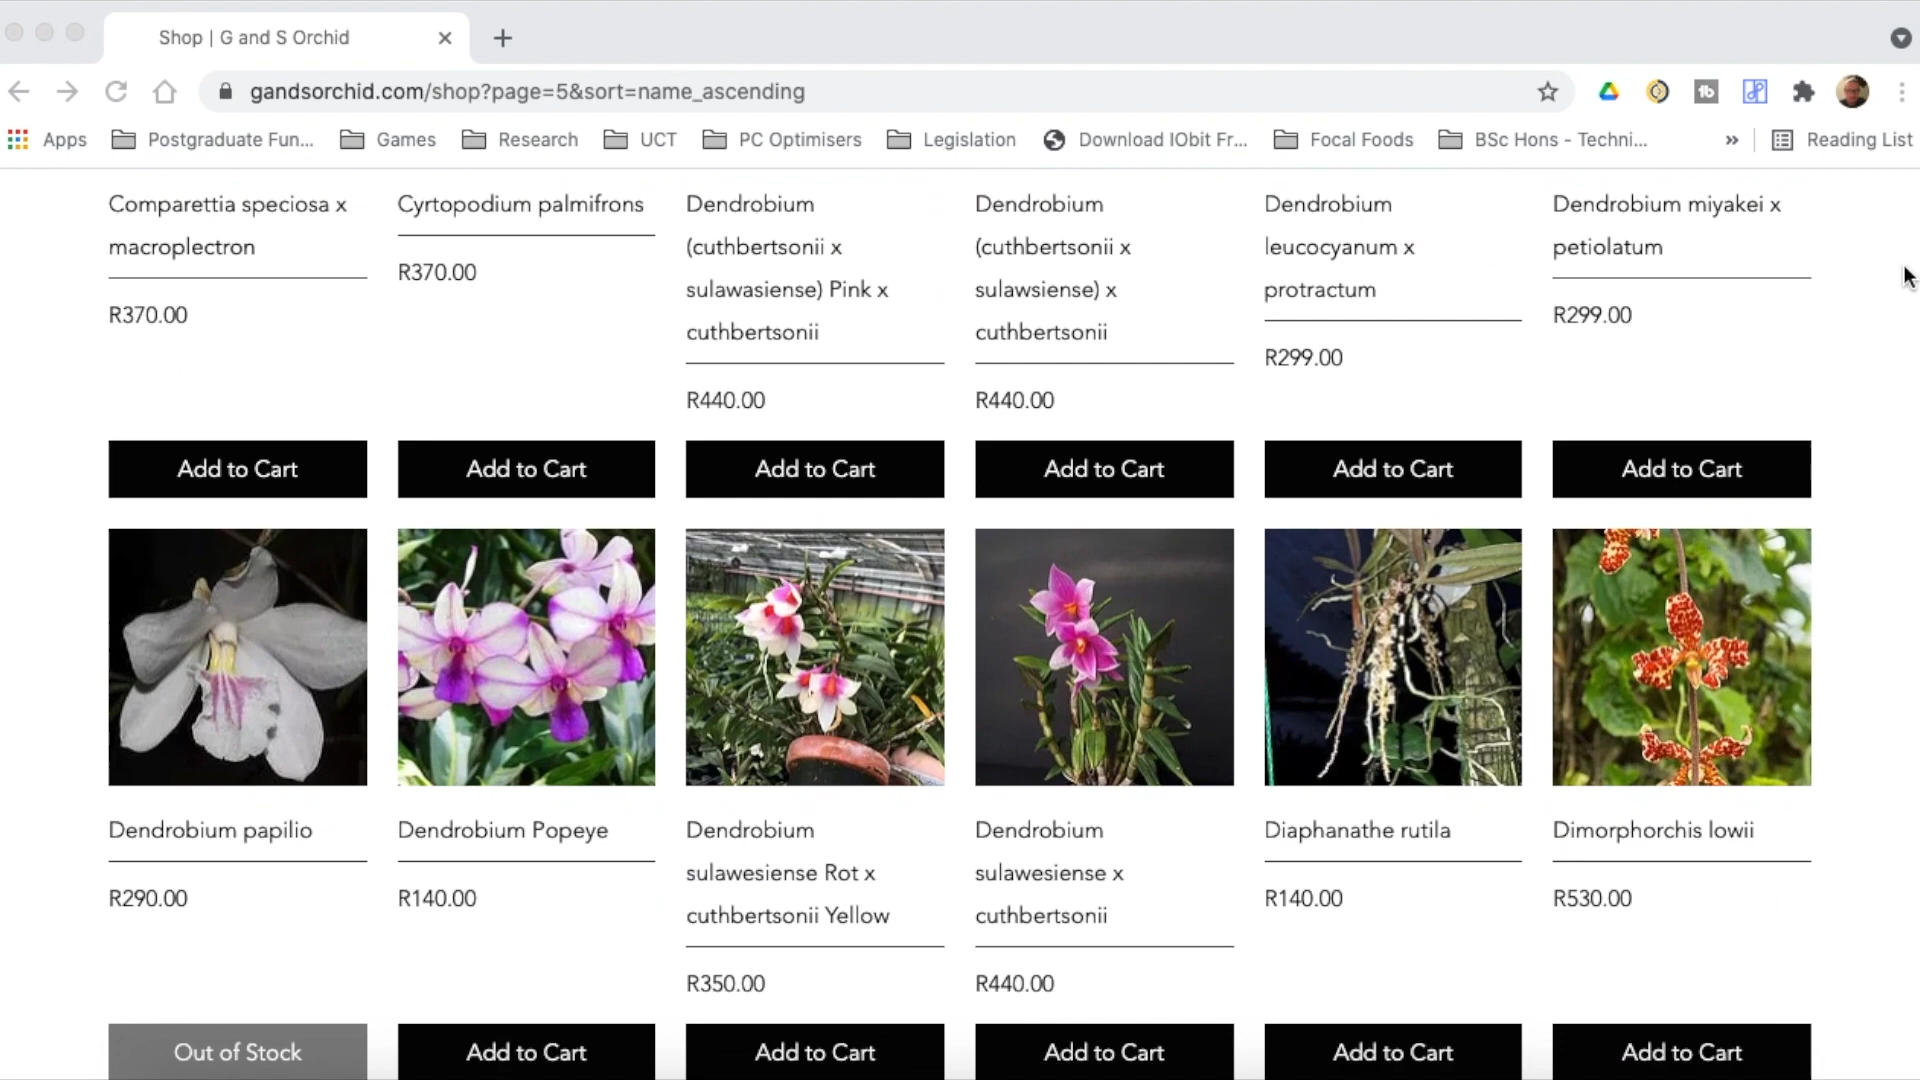 Shop | G and S Orchid
gandsorchid.com/shop?page=5&sort=name_ascending
Apps Postgraduate Fun... Games Research UCT PC Optimisers Legislation Download IObit Fr... Focal Foods BSc Hons - Techni... » Reading List
Comparettia speciosa x
macroplectron
R370.00
Cyrtopodium palmifrons
R370.00
Dendrobium
(cuthbertsonii x
sulawasiense) Pink x
cuthbertsonii
R440.00
Dendrobium
(cuthbertsonii x
sulawsiense) x
cuthbertsonii
R440.00
Dendrobium
leucocyanum x
protractum
R299.00
Dendrobium miyakei x
petiolatum
R299.00
Add to Cart Add to Cart Add to Cart Add to Cart Add to Cart Add to Cart
Dendrobium papilio
R290.00
Dendrobium Popeye
R140.00
Dendrobium
sulawesiense Rot x
cuthbertsonii Yellow
R350.00
Dendrobium
sulawesiense x
cuthbertsonii
R440.00
Diaphanathe rutila
R140.00
Dimorphorchis lowii
R530.00
Out of Stock Add to Cart Add to Cart Add to Cart Add to Cart Add to Cart